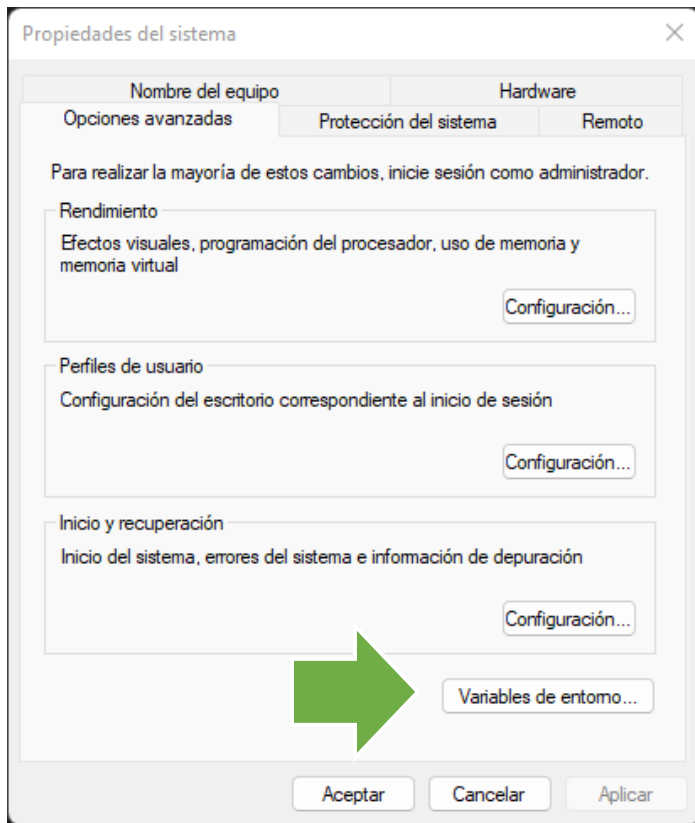 Propiedades del sistema
Nombre del equipo
Hardware
Opciones avanzadas
Protección del sistema
Remoto
Para realizar la mayoría de estos cambios, inicie sesión como administrador.
Rendimiento
Efectos visuales, programación del procesador, uso de memoria y
memoria virtual
Configuración...
Perfiles de usuario
Configuración del escritorio correspondiente al inicio de sesión
Configuración...
Inicio y recuperación
Inicio del sistema, errores del sistema e información de depuración
Configuración...
Variables de entorno...
Aceptar
Cancelar
Aplicar